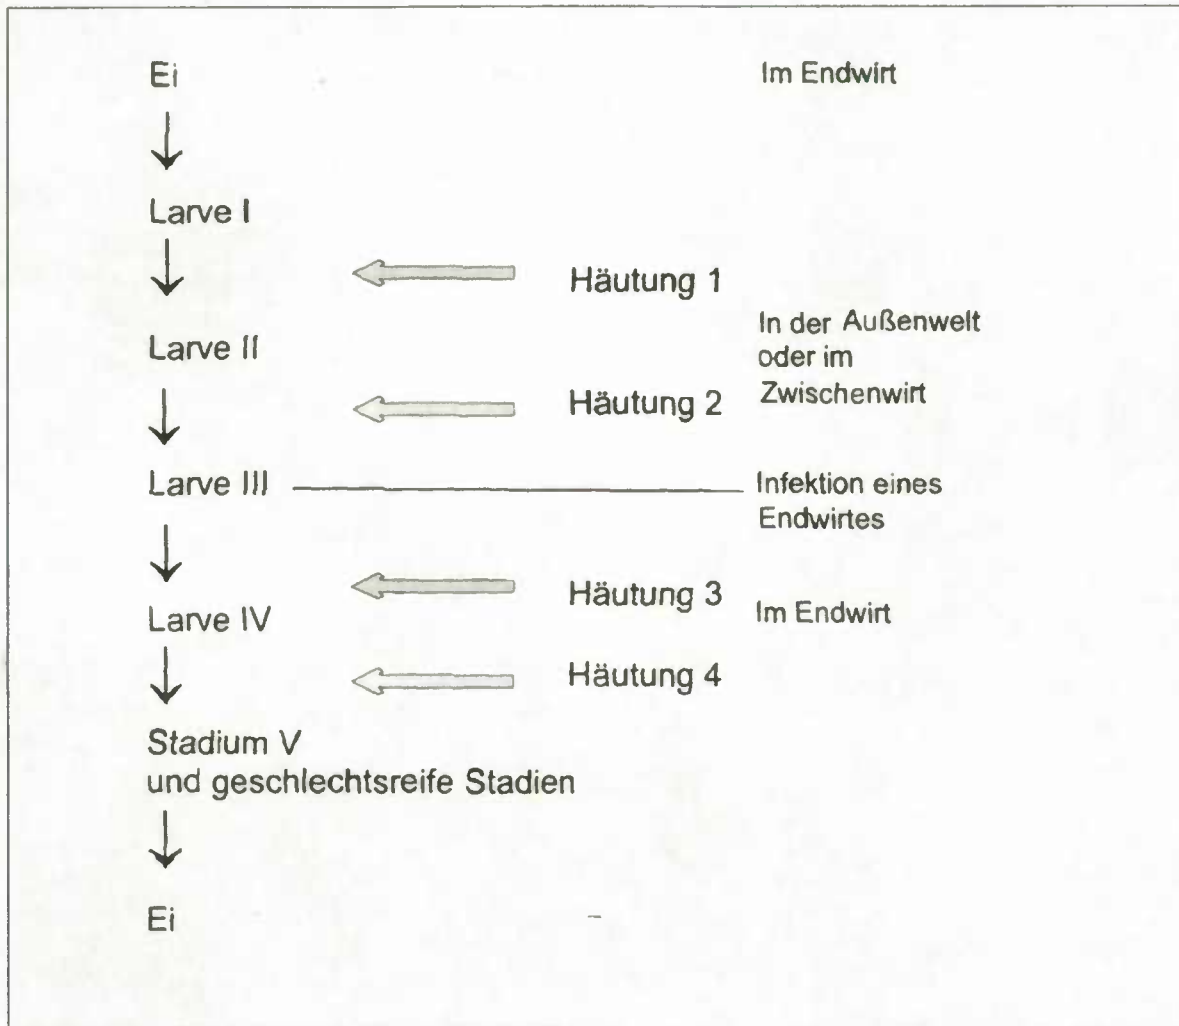 Ei
Im Endwirt
Larve I
Häutung 1
In der Außenwelt
oder im
Zwischenwirt
Larve II
Häutung 2
Larve III
Infektion eines
Endwirtes
Häutung 3
Im Endwirt
Larve IV
Häutung 4
Stadium V
und geschlechtsreife Stadien
Ei